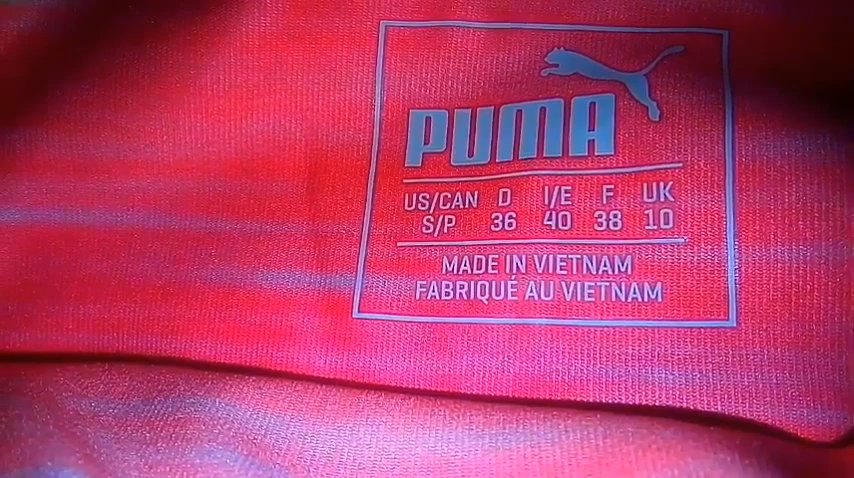 PUMA
US/CAN D I/E F UK
S/P 36 40 38 10
MADE IN VIETNAM
FABRIQUÉ AU VIETNAM